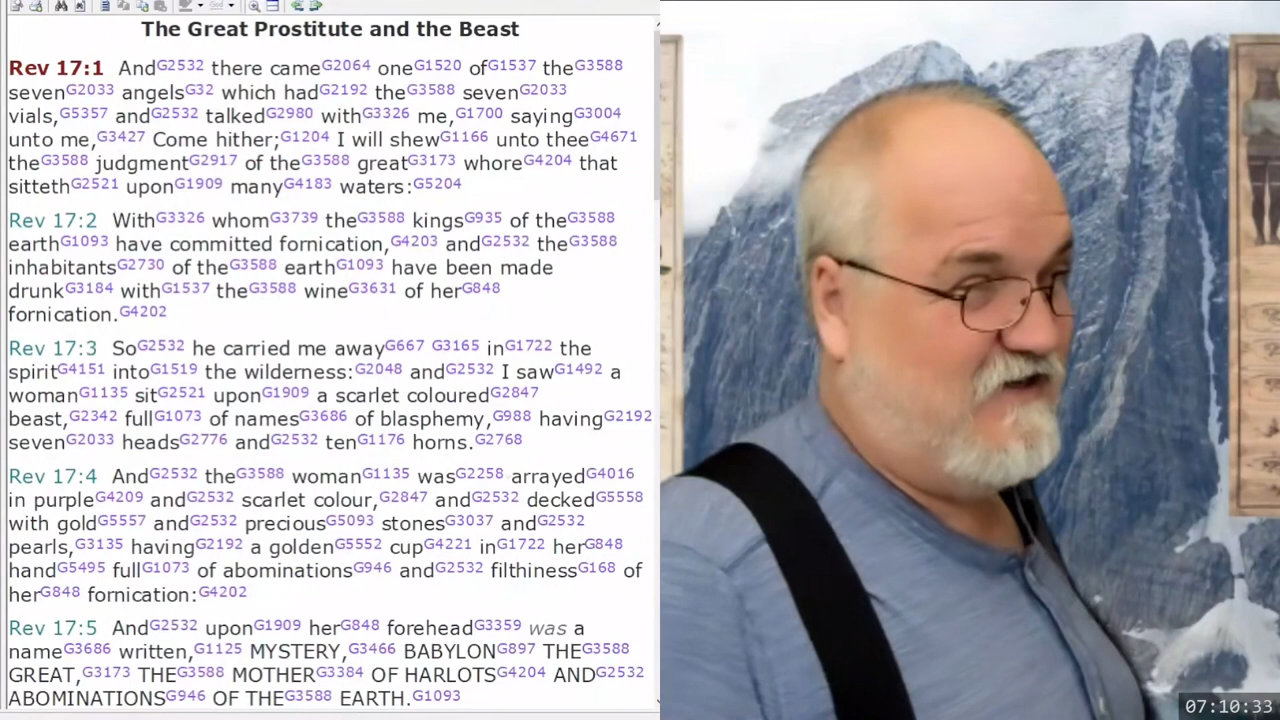 The Great Prostitute and the Beast
Rev 17:1 AndG2532 there cameG2064 oneG1520 ofG1537 theG3588
sevenG2033 angelsG32 which hadG2192 theG3588 sevenG2033
vials,G5357 andG2532 talkedG2980 withG3326 me,G1700 sayingG3004
unto me,G3427 Come hither;G1204 I will shewG1166 unto theeG4671
theG3588 judgmentG2917 of theG3588 greatG3173 whoreG4204 that
sittethG2521 uponG1909 manyG4183 waters:G5204
Rev 17:2 WithG3326 whomG3739 theG3588 kingsG935 of theG3588
earthG1093 have committed fornication,G4203 andG2532 theG3588
inhabitantsG2730 of theG3588 earthG1093 have been made
drunkG3184 withG1537 theG3588 wineG3631 of herG848
fornication.G4202
Rev 17:3 SoG2532 he carried me awayG667 G3165 inG1722 the
spiritG4151 intoG1519 the wilderness:G2048 andG2532 I sawG1492 a
womanG1135 sitG2521 uponG1909 a scarlet colouredG2847
beast,G2342 fullG1073 of namesG3686 of blasphemy,G988 havingG2192
sevenG2033 headsG2776 andG2532 tenG1176 horns.G2768
Rev 17:4 AndG2532 theG3588 womanG1135 wasG2258 arrayedG4016
in purpleG4209 andG2532 scarlet colour,G2847 andG2532 deckedG5558
with goldG5557 andG2532 preciousG5093 stonesG3037 andG2532
pearls,G3135 havingG2192 a goldenG5552 cupG4221 inG1722 herG848
handG5495 fullG1073 of abominationsG946 andG2532 filthinessG168 of
herG848 fornication:G4202
Rev 17:5 AndG2532 uponG1909 herG848 foreheadG3359 was a
nameG3686 written,G1125 MYSTERY,G3466 BABYLONG897 THEG3588
GREAT,G3173 THEG3588 MOTHERG3384 OF HARLOTSG4204 ANDG2532
ABOMINATIONSG946 OF THEG3588 EARTH.G1093
07:10:33